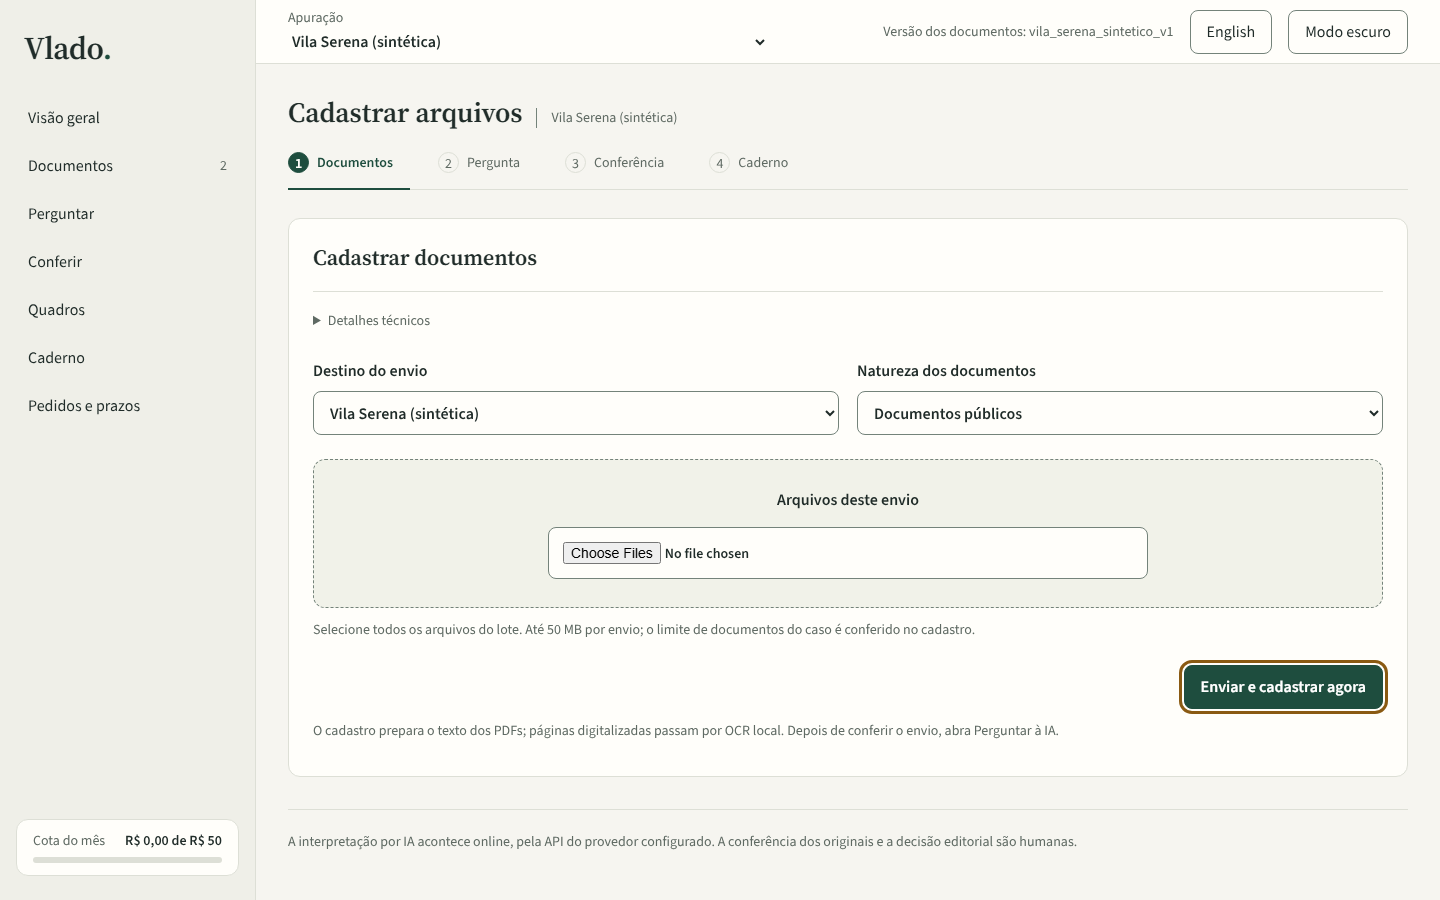 Vlado.
Visão geral
Documentos 2
Perguntar
Conferir
Quadros
Caderno
Pedidos e prazos
Cota do mês R$ 0,00 de R$ 50
Apuração
Vila Serena (sintética)
Versão dos documentos: vila_serena_sintetico_v1
English
Modo escuro
Cadastrar arquivos Vila Serena (sintética)
1 Documentos 2 Pergunta 3 Conferência 4 Caderno
Cadastrar documentos
Detalhes técnicos
Destino do envio Natureza dos documentos
Vila Serena (sintética) Documentos públicos
Arquivos deste envio
Choose Files No file chosen
Selecione todos os arquivos do lote. Até 50 MB por envio; o limite de documentos do caso é conferido no cadastro.
Enviar e cadastrar agora
O cadastro prepara o texto dos PDFs; páginas digitalizadas passam por OCR local. Depois de conferir o envio, abra Perguntar à IA.
A interpretação por IA acontece online, pela API do provedor configurado. A conferência dos originais e a decisão editorial são humanas.